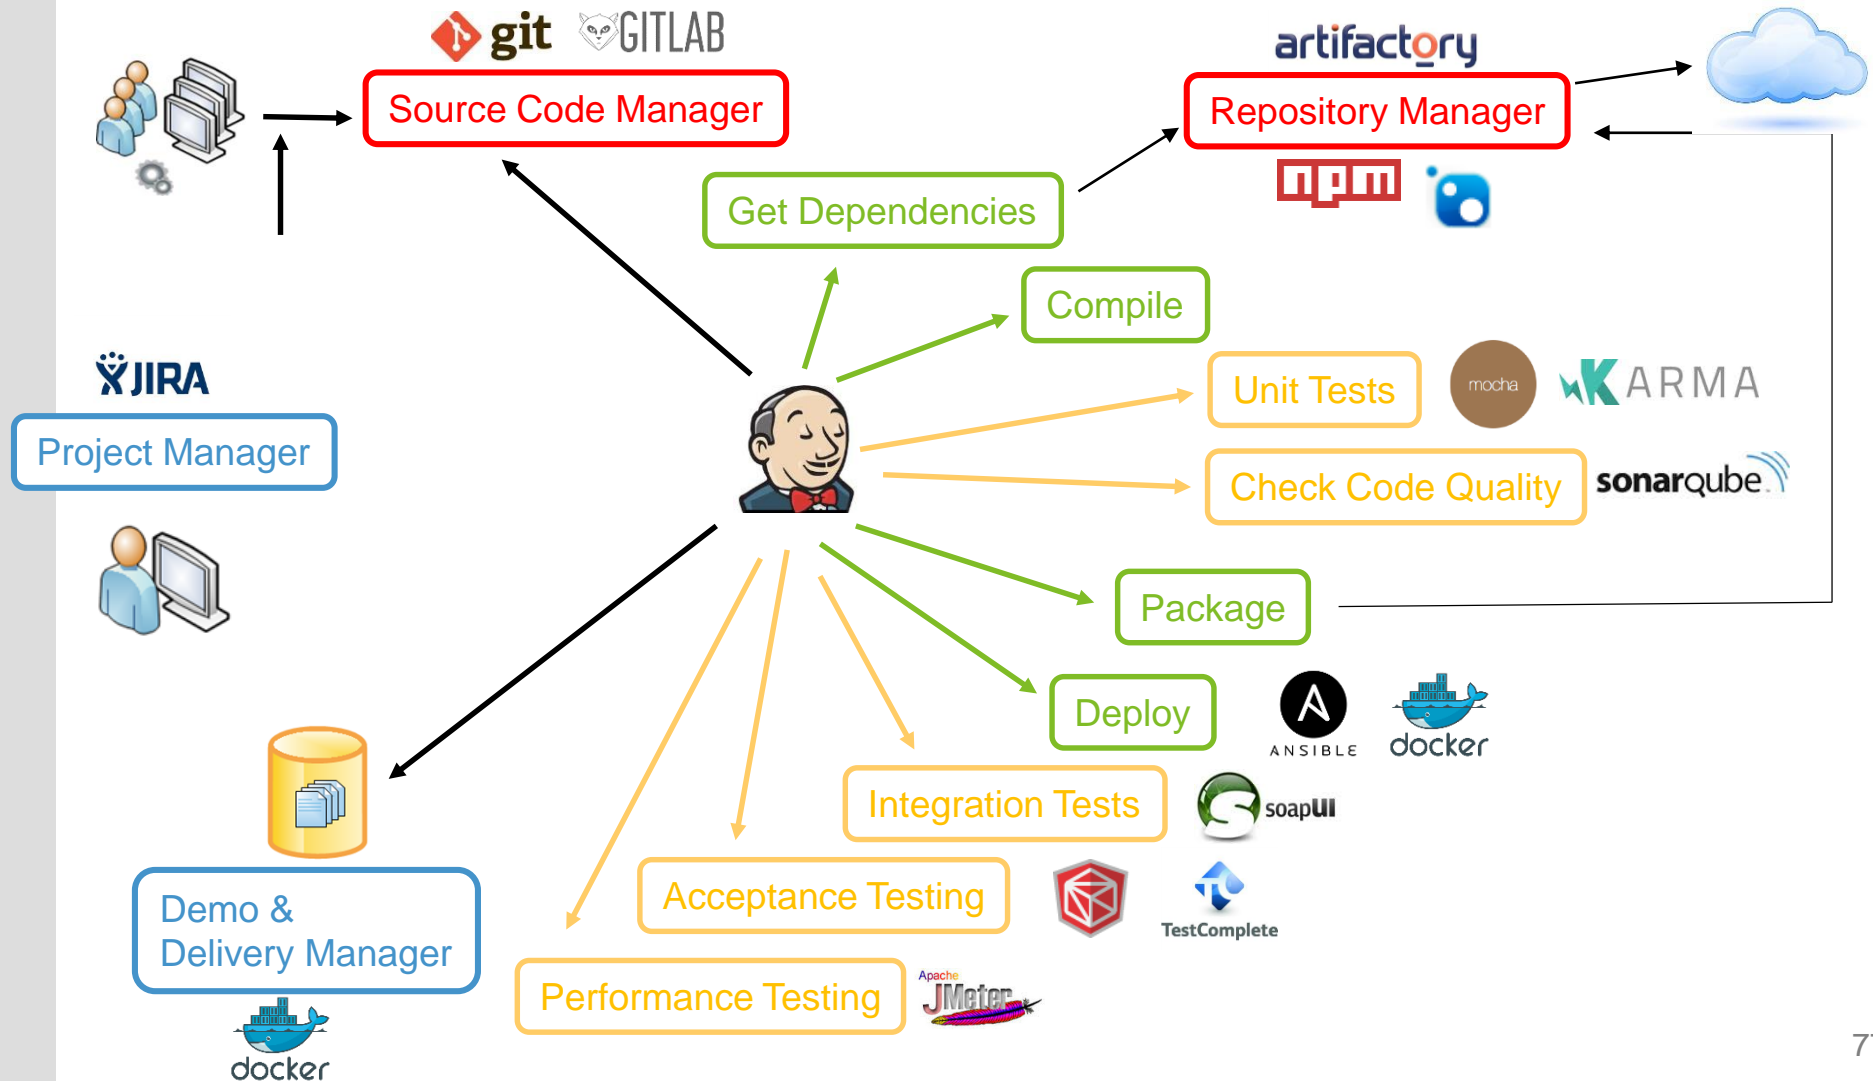 git
GITLAB
artifactory
Source Code Manager
Repository Manager
npm
Get Dependencies
Compile
JIRA
Unit Tests
mocha
KARMA
Project Manager
Check Code Quality
sonarqube
Package
Deploy
ANSIBLE
docker
Integration Tests
soapUI
Acceptance Testing
TestComplete
Demo &
Delivery Manager
Performance Testing
Apache
JMeter
docker